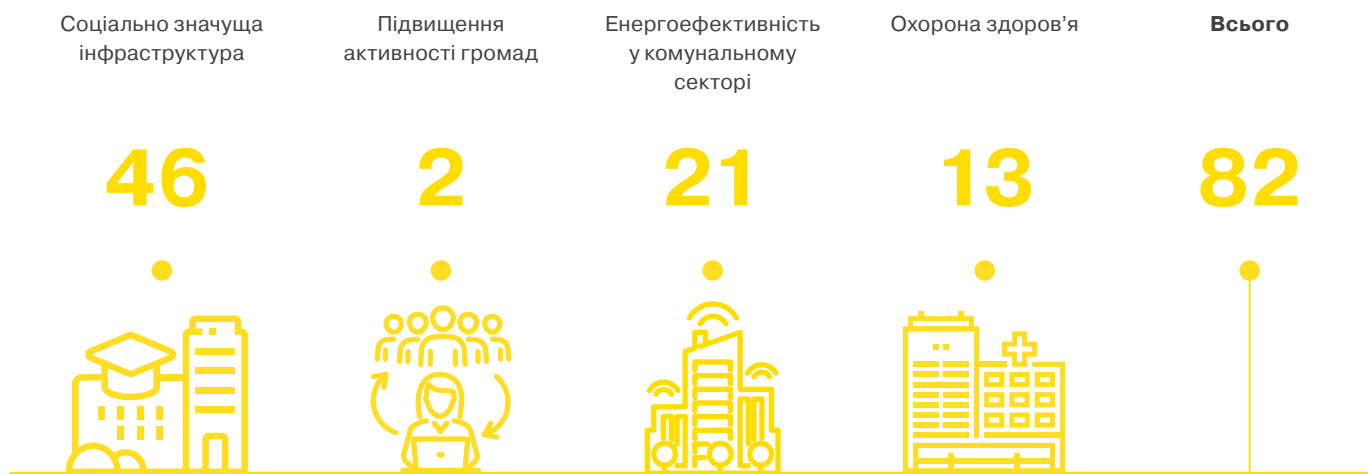 Соціально значуща
інфраструктура
Підвищення
активності громад
Енергоефективність
у комунальному
секторі
Охорона здоров’я
Всього
46
2
21
13
82